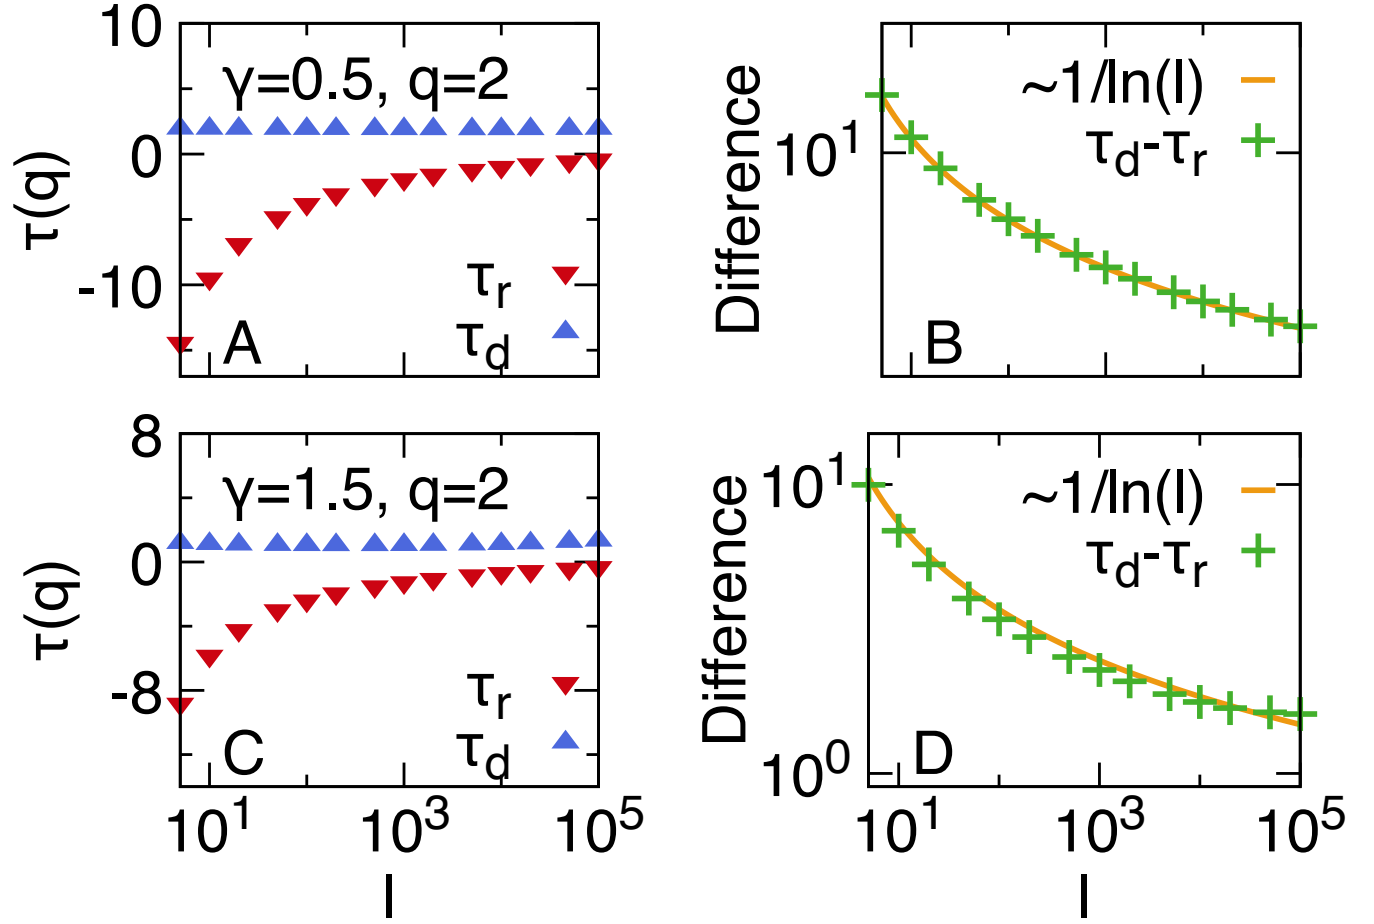 10
0
-10
τ(q)
γ=0.5, q=2
τr
τd
A
Difference
10¹
~1/ln(l)
τd-τr
B
8
0
-8
τ(q)
γ=1.5, q=2
τr
τd
C
10¹ 10³ 10⁵
l
Difference
10¹
10⁰
~1/ln(l)
τd-τr
D
10¹ 10³ 10⁵
l